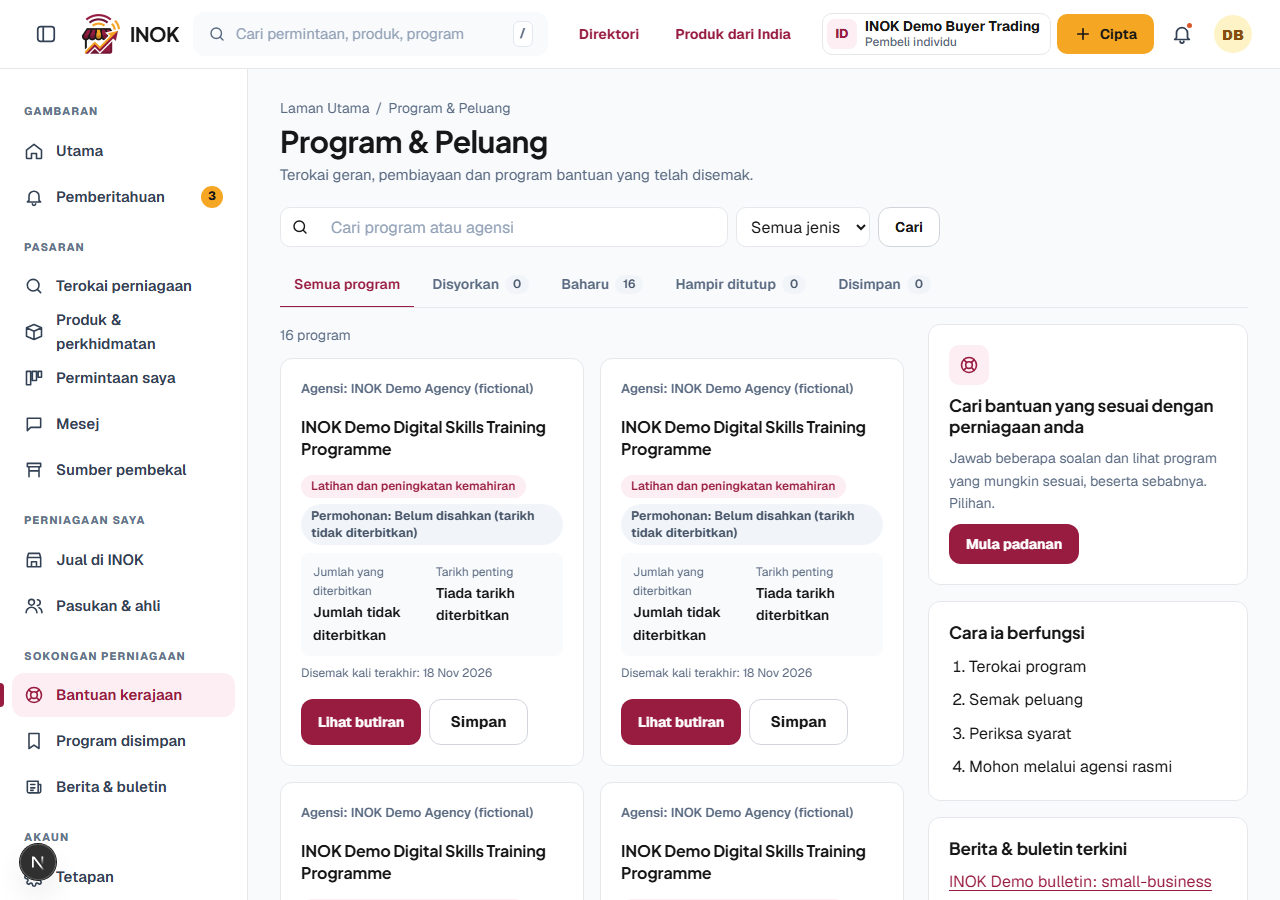 INOK
Cari permintaan, produk, program
/
Direktori
Produk dari India
ID
INOK Demo Buyer Trading
Pembeli individu
Cipta
DB
GAMBARAN
Utama
Pemberitahuan
3
PASARAN
Terokai perniagaan
Produk &
perkhidmatan
Permintaan saya
Mesej
Sumber pembekal
PERNIAGAAN SAYA
Jual di INOK
Pasukan & ahli
SOKONGAN PERNIAGAAN
Bantuan kerajaan
Program disimpan
Berita & buletin
AKAUN
N
Tetapan
Laman Utama / Program & Peluang
Program & Peluang
Terokai geran, pembiayaan dan program bantuan yang telah disemak.
Cari program atau agensi
Semua jenis
Cari
Semua program
Disyorkan 0
Baharu 16
Hampir ditutup 0
Disimpan 0
16 program
Agensi: INOK Demo Agency (fictional)
INOK Demo Digital Skills Training
Programme
Latihan dan peningkatan kemahiran
Permohonan: Belum disahkan (tarikh
tidak diterbitkan)
Jumlah yang
diterbitkan
Jumlah tidak
diterbitkan
Tarikh penting
Tiada tarikh
diterbitkan
Disemak kali terakhir: 18 Nov 2026
Lihat butiran
Simpan
Agensi: INOK Demo Agency (fictional)
INOK Demo Digital Skills Training
Programme
Latihan dan peningkatan kemahiran
Permohonan: Belum disahkan (tarikh
tidak diterbitkan)
Jumlah yang
diterbitkan
Jumlah tidak
diterbitkan
Tarikh penting
Tiada tarikh
diterbitkan
Disemak kali terakhir: 18 Nov 2026
Lihat butiran
Simpan
Agensi: INOK Demo Agency (fictional)
INOK Demo Digital Skills Training
Programme
Agensi: INOK Demo Agency (fictional)
INOK Demo Digital Skills Training
Programme
Cari bantuan yang sesuai dengan
perniagaan anda
Jawab beberapa soalan dan lihat program
yang mungkin sesuai, beserta sebabnya.
Pilihan.
Mula padanan
Cara ia berfungsi
1. Terokai program
2. Semak peluang
3. Periksa syarat
4. Mohon melalui agensi rasmi
Berita & buletin terkini
INOK Demo bulletin: small-business